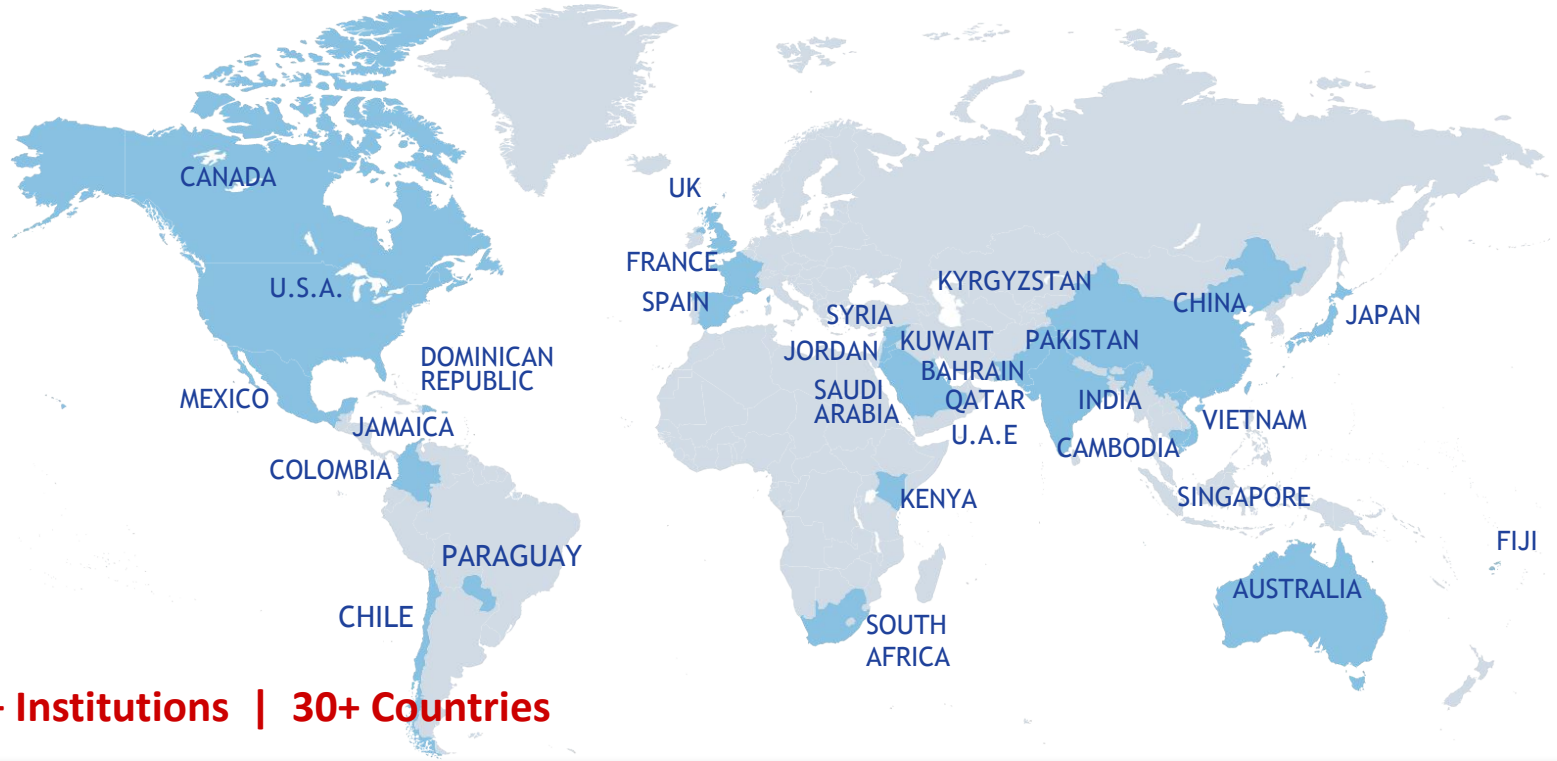 CANADA
UK
FRANCE
U.S.A.
KYRGYZSTAN
SPAIN
CHINA
SYRIA
JAPAN
KUWAIT
PAKISTAN
JORDAN
DOMINICAN
REPUBLIC
BAHRAIN
SAUDI
ARABIA
MEXICO
QATAR
INDIA
JAMAICA
VIETNAM
U.A.E
CAMBODIA
COLOMBIA
KENYA
SINGAPORE
FIJI
PARAGUAY
AUSTRALIA
CHILE
SOUTH
AFRICA
Institutions | 30+ Countries